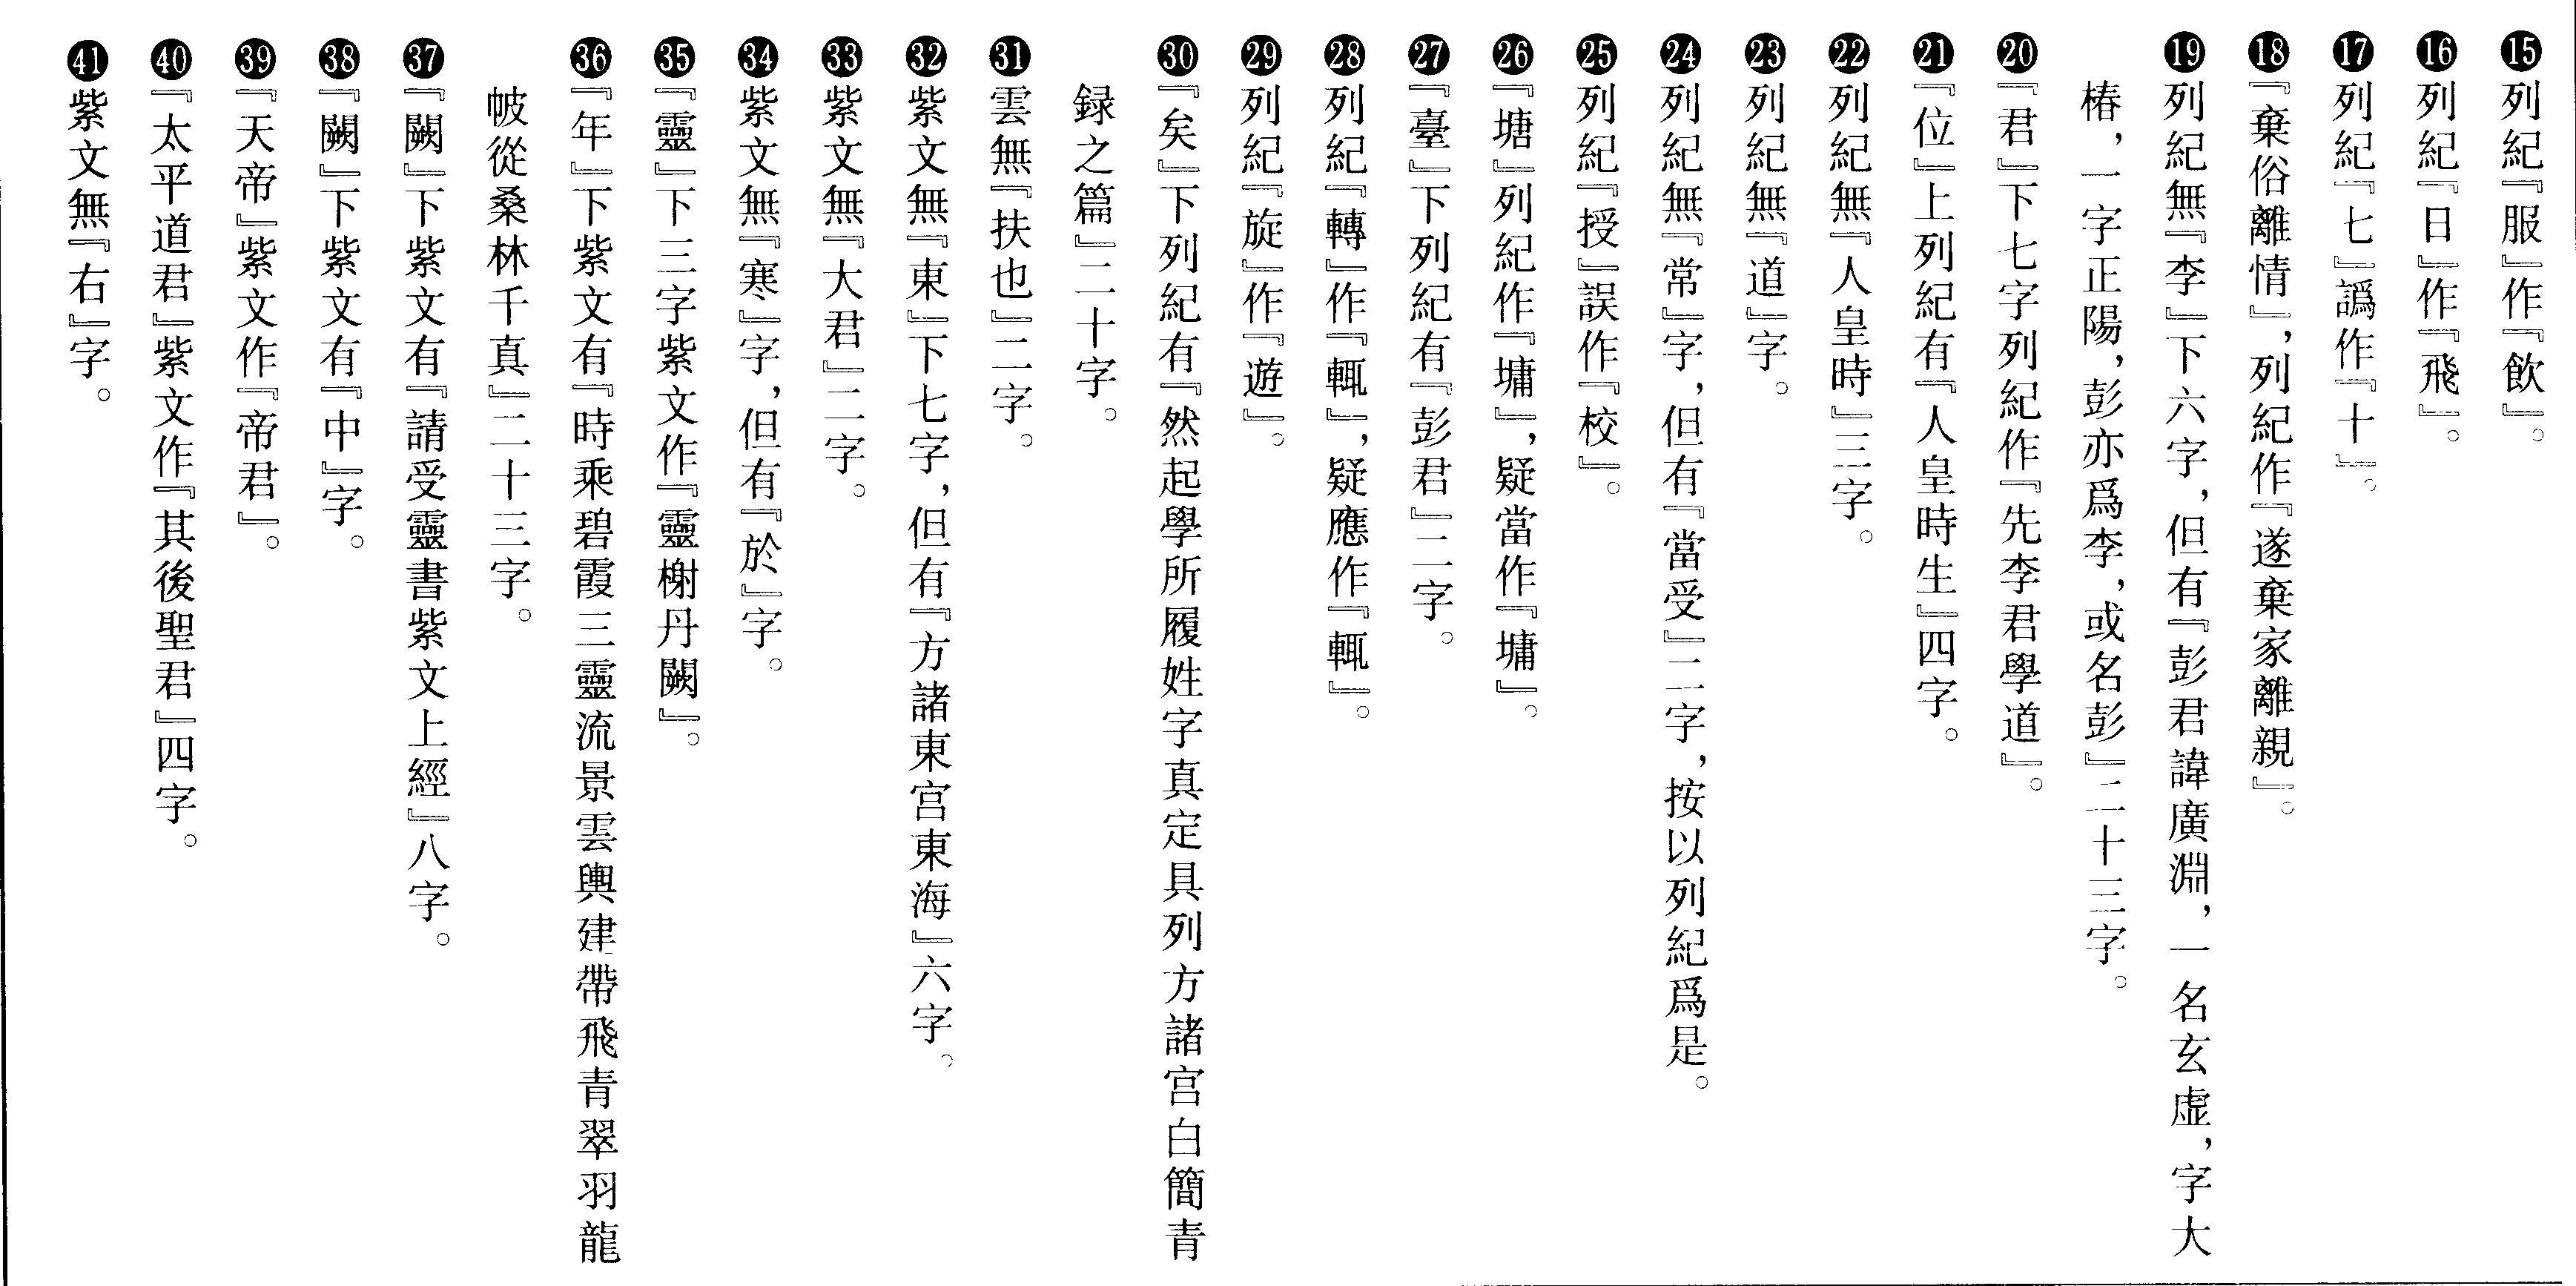 ⓯列紀『服』作『飲』。
⓰列紀『日』作『飛』。
⓱列紀『七』譌作『十』。
⓲『棄俗離情』，列紀作『遂棄家離親』。
⓳列紀無『李』下六字，但有『彭君諱廣淵，一名玄虛，字大
椿，一字正陽，彭亦爲李，或名彭』二十三字。
⓴『君』下七字列紀作『先李君學道』。
㉑『位』上列紀有『人皇時生』四字。
㉒列紀無『人皇時』三字。
㉓列紀無『道』字。
㉔列紀無『常』字，但有『當受』二字，按以列紀爲是。
㉕列紀『授』誤作『校』。
㉖『塘』列紀作『墉』，疑當作『墉』。
㉗『臺』下列紀有『彭君』二字。
㉘列紀『轉』作『輒』，疑應作『輒』。
㉙列紀『旋』作『遊』。
㉚『矣』下列紀有『然起學所履姓字真定具列方諸宮白簡青
録之篇』二十字。
㉛雲無『扶也』二字。
㉜紫文無『東』下七字，但有『方諸東宮東海』六字。
㉝紫文無『大君』二字。
㉞紫文無『寒』字，但有『於』字。
㉟『靈』下三字紫文作『靈榭丹闕』。
㊱『年』下紫文有『時乘碧霞三靈流景雲輿建帶飛青翠羽龍
帔從桑林千真』二十三字。
㊲『闕』下紫文有『請受靈書紫文上經』八字。
㊳『闕』下紫文有『中』字。
㊴『天帝』紫文作『帝君』。
㊵『太平道君』紫文作『其後聖君』四字。
㊶紫文無『右』字。